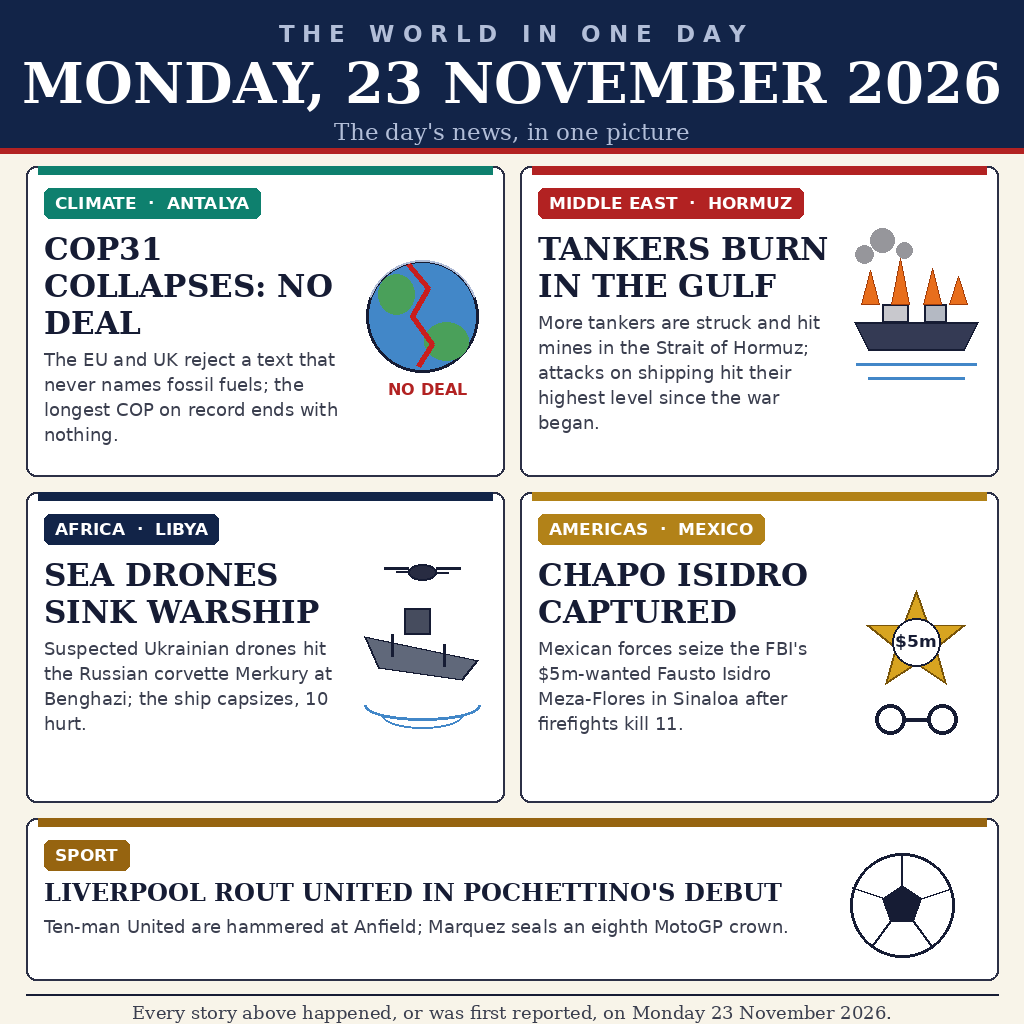 THE WORLD IN ONE DAY
MONDAY, 23 NOVEMBER 2026
The day's news, in one picture
CLIMATE · ANTALYA
COP31
COLLAPSES: NO
DEAL
The EU and UK reject a text that
never names fossil fuels; the
longest COP on record ends with
nothing.
NO DEAL
MIDDLE EAST · HORMUZ
TANKERS BURN
IN THE GULF
More tankers are struck and hit
mines in the Strait of Hormuz;
attacks on shipping hit their
highest level since the war
began.
AFRICA · LIBYA
SEA DRONES
SINK WARSHIP
Suspected Ukrainian drones hit
the Russian corvette Merkury at
Benghazi; the ship capsizes, 10
hurt.
AMERICAS · MEXICO
CHAPO ISIDRO
CAPTURED
Mexican forces seize the FBI's
$5m-wanted Fausto Isidro
Meza-Flores in Sinaloa after
firefights kill 11.
$5m
SPORT
LIVERPOOL ROUT UNITED IN POCHETTINO'S DEBUT
Ten-man United are hammered at Anfield; Marquez seals an eighth MotoGP crown.
Every story above happened, or was first reported, on Monday 23 November 2026.